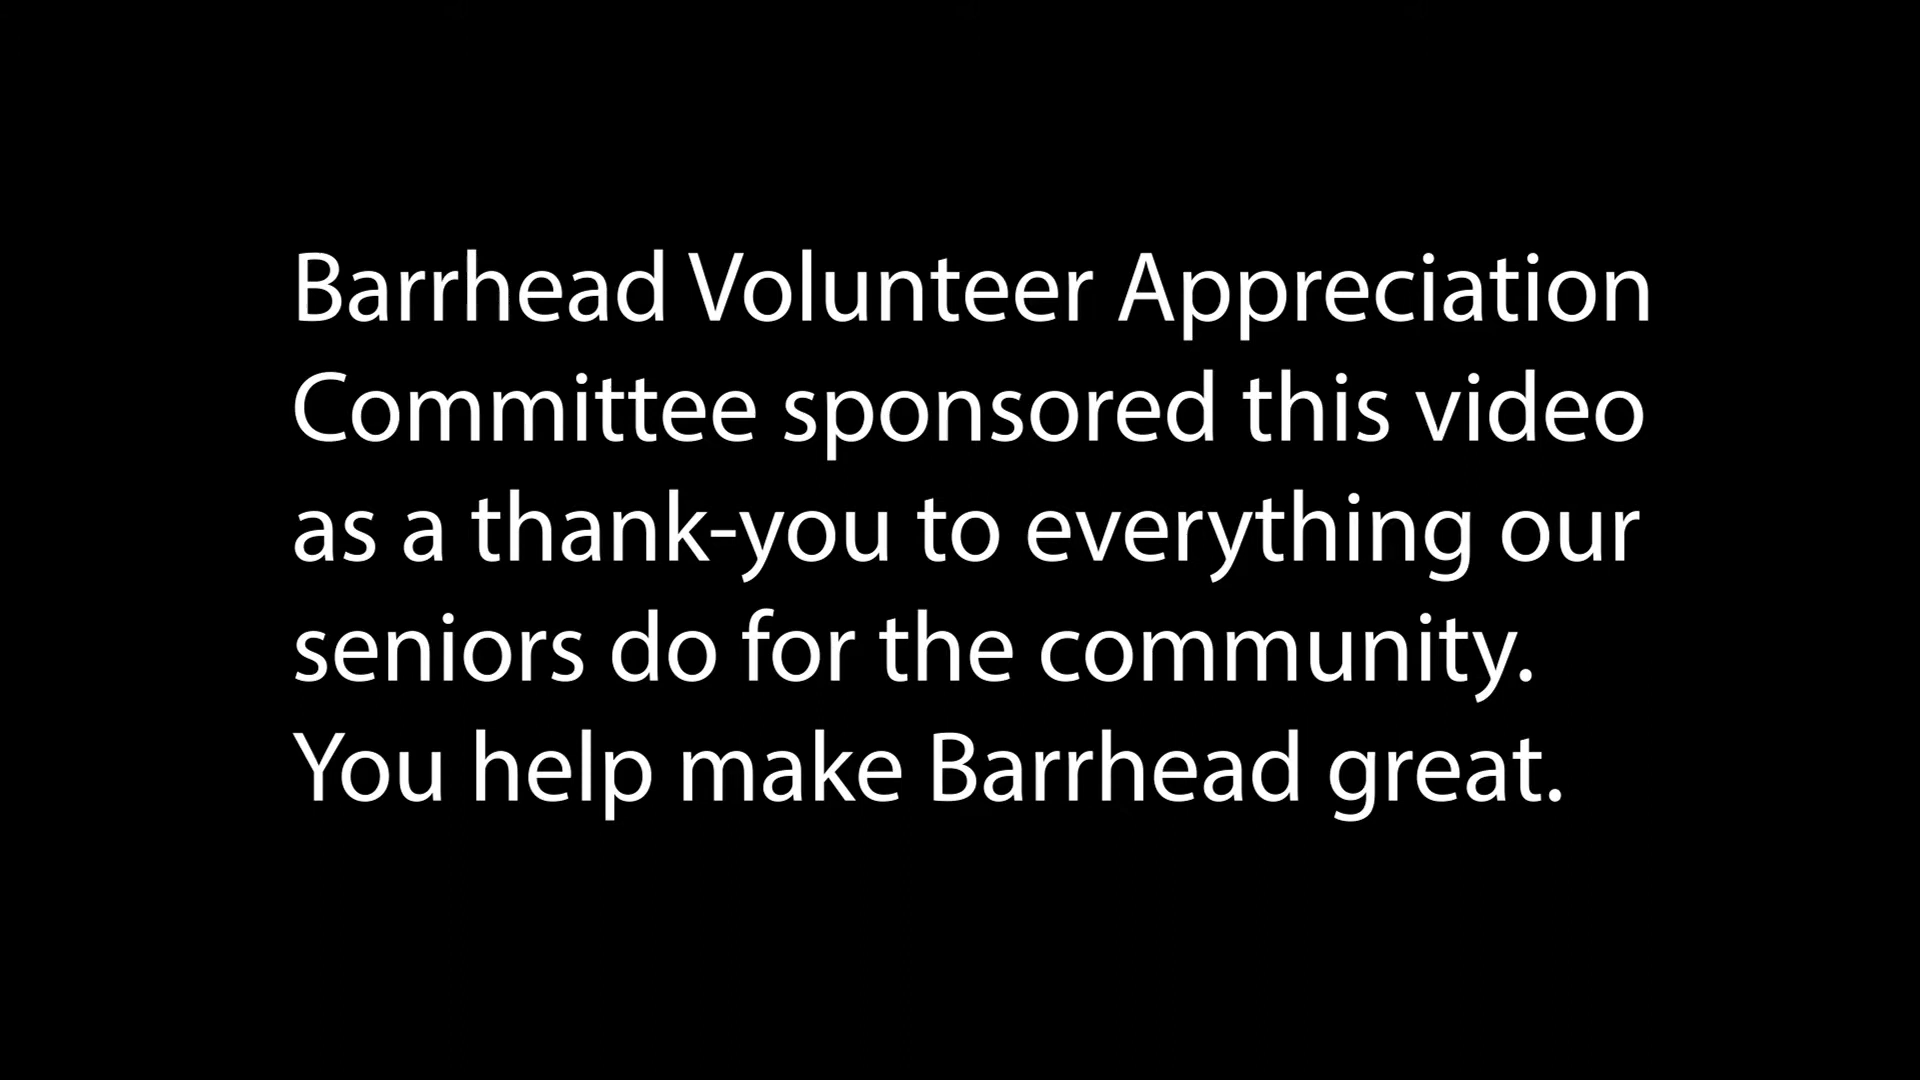 Barrhead Volunteer Appreciation
Committee sponsored this video
as a thank-you to everything our
seniors do for the community.
You help make Barrhead great.